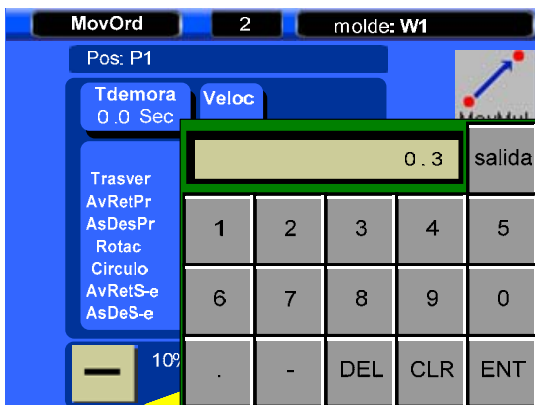 MovOrd 2 molde: W1
Pos: P1
Tdemora Veloc
0.0 Sec
0.3 salida
Trasver
AvRetPr
AsDesPr
Rotac
Circulo
AvRetS-e
AsDeS-e
1 2 3 4 5
6 7 8 9 0
. - DEL CLR ENT
10%